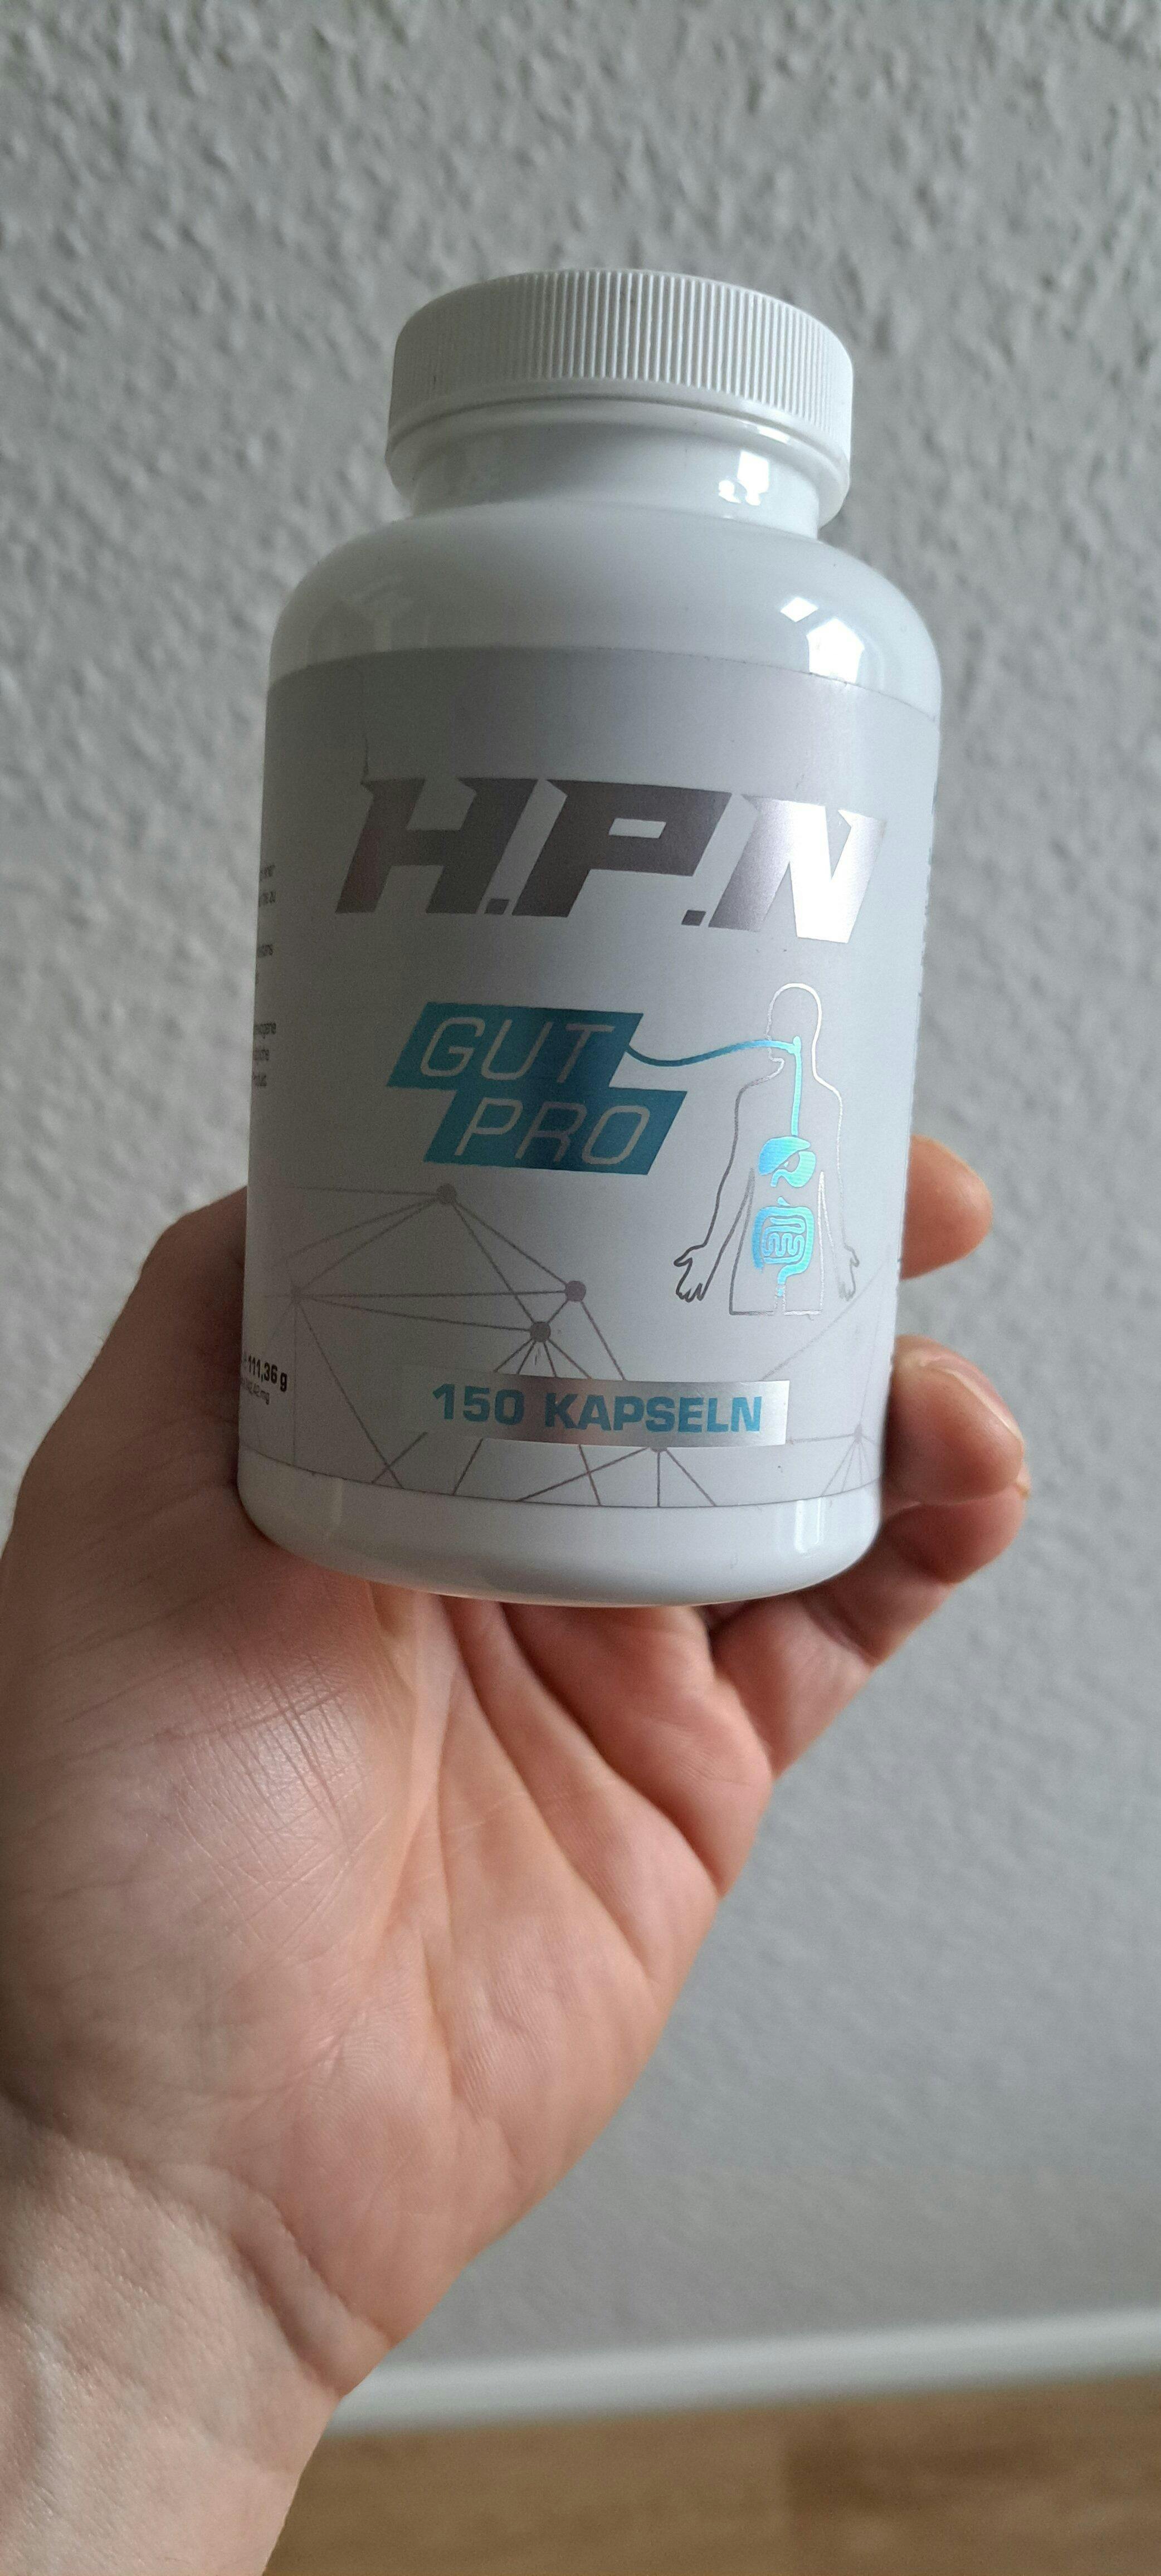 H.P.N
GUT
PRO
111,36 g
150 KAPSELN